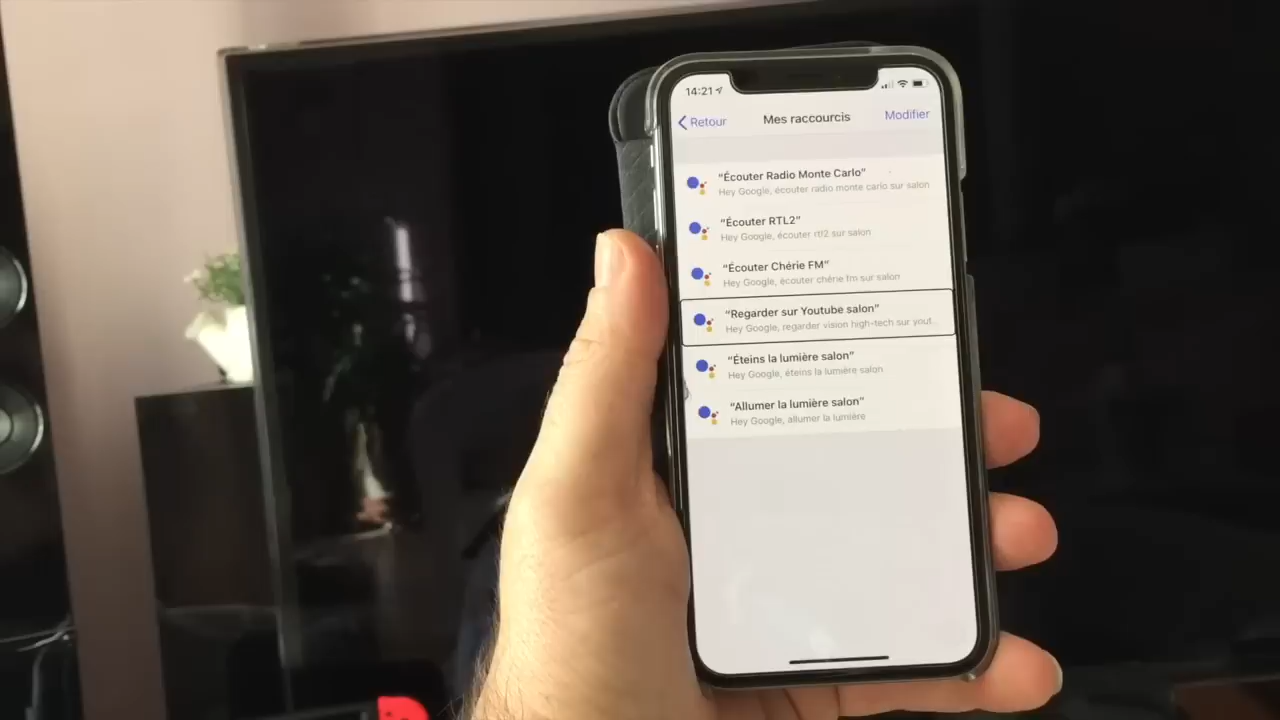 14:21
Retour
Mes raccourcis
Modifier
“Écouter Radio Monte Carlo”
Hey Google, écouter radio monte carlo sur salon
“Écouter RTL2”
Hey Google, écouter rtl2 sur salon
“Écouter Chérie FM”
Hey Google, écouter chérie fm sur salon
“Regarder sur Youtube salon”
Hey Google, regarder vision high-tech sur yout...
“Éteins la lumière salon”
Hey Google, éteins la lumière salon
“Allumer la lumière salon”
Hey Google, allumer la lumière